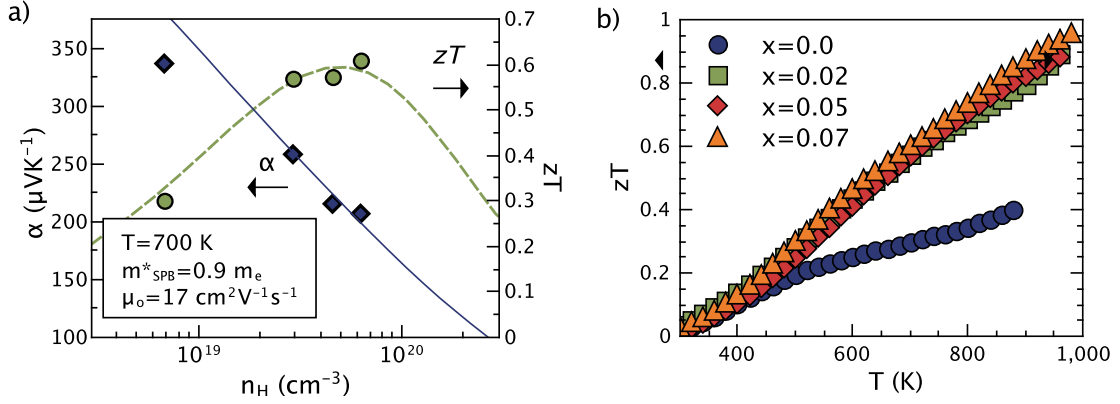 a)
350
300
250
200
150
100
α (μVK⁻¹)
0.7
0.6
0.5
0.4
0.3
0.2
0.1
0
zT
zT
α
T=700 K
m*SPB=0.9 mₑ
μₒ=17 cm²V⁻¹s⁻¹
10¹⁹
10²⁰
n_H (cm⁻³)
b)
1
0.8
0.6
0.4
0.2
0
zT
x=0.0
x=0.02
x=0.05
x=0.07
400
600
800
1,000
T (K)